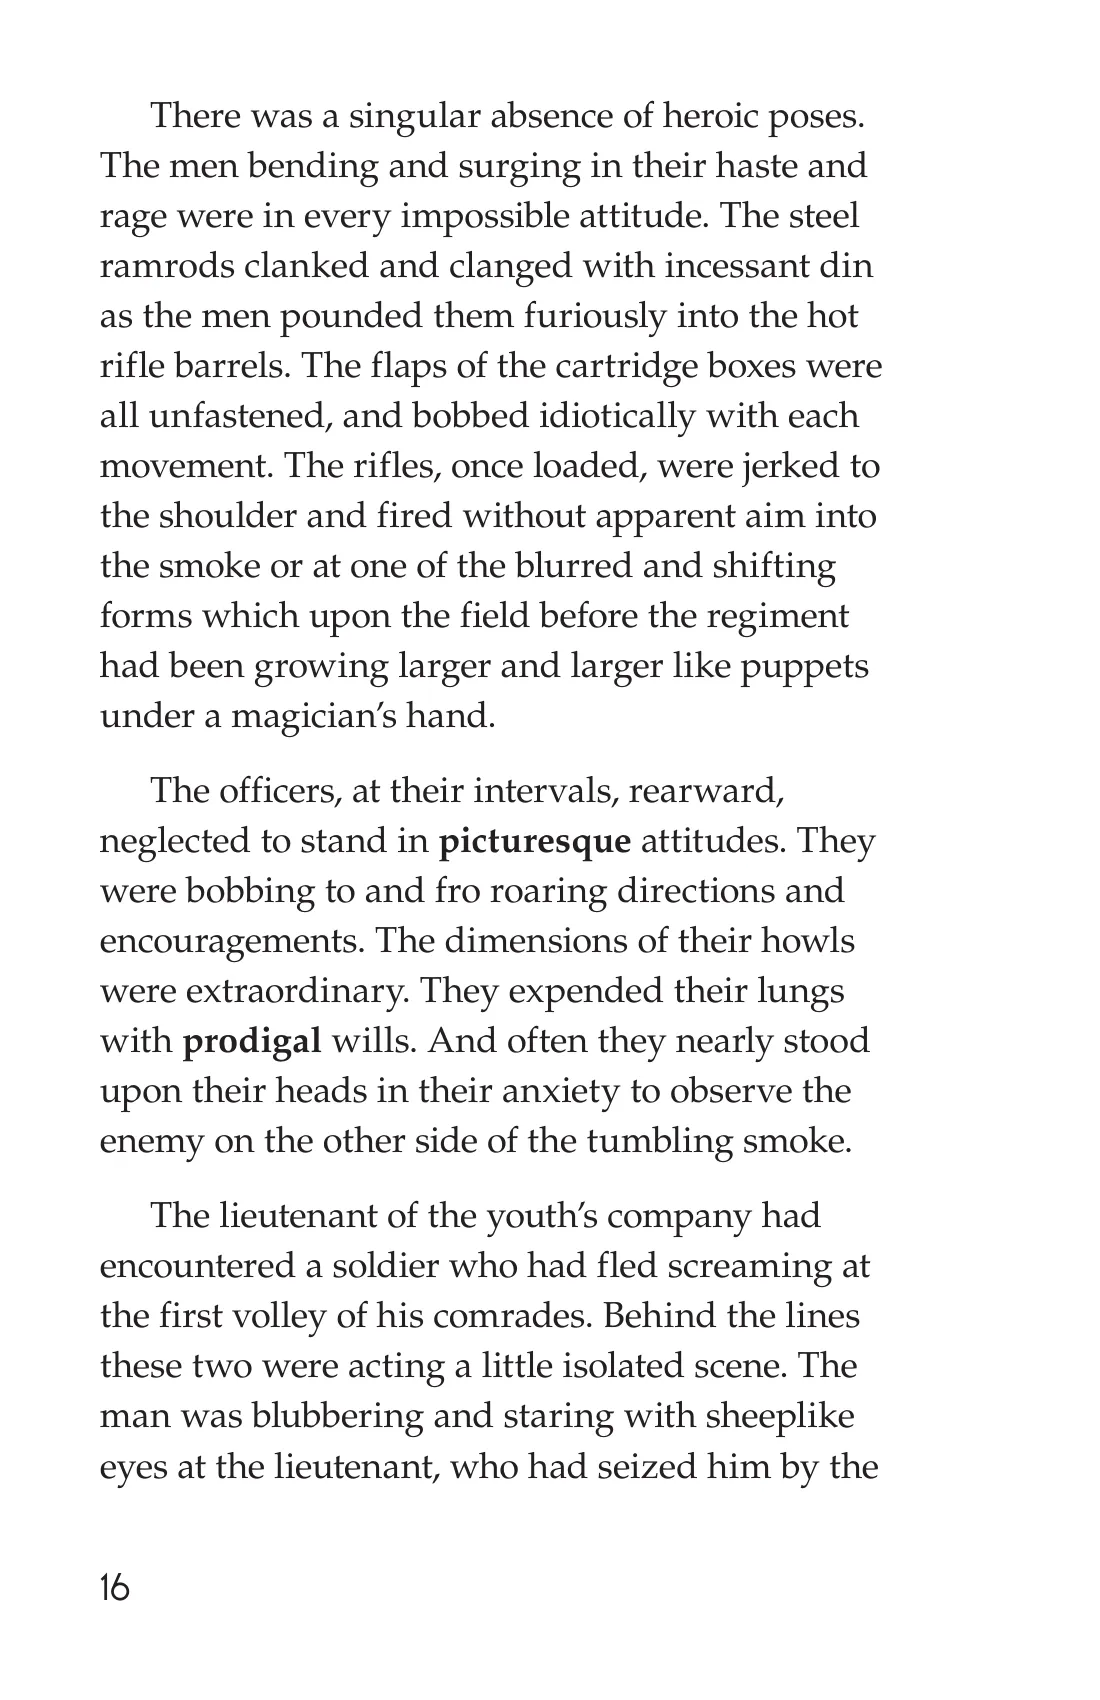 There was a singular absence of heroic poses.
The men bending and surging in their haste and
rage were in every impossible attitude. The steel
ramrods clanked and clanged with incessant din
as the men pounded them furiously into the hot
rifle barrels. The flaps of the cartridge boxes were
all unfastened, and bobbed idiotically with each
movement. The rifles, once loaded, were jerked to
the shoulder and fired without apparent aim into
the smoke or at one of the blurred and shifting
forms which upon the field before the regiment
had been growing larger and larger like puppets
under a magician’s hand.
The officers, at their intervals, rearward,
neglected to stand in picturesque attitudes. They
were bobbing to and fro roaring directions and
encouragements. The dimensions of their howls
were extraordinary. They expended their lungs
with prodigal wills. And often they nearly stood
upon their heads in their anxiety to observe the
enemy on the other side of the tumbling smoke.
The lieutenant of the youth’s company had
encountered a soldier who had fled screaming at
the first volley of his comrades. Behind the lines
these two were acting a little isolated scene. The
man was blubbering and staring with sheeplike
eyes at the lieutenant, who had seized him by the
16